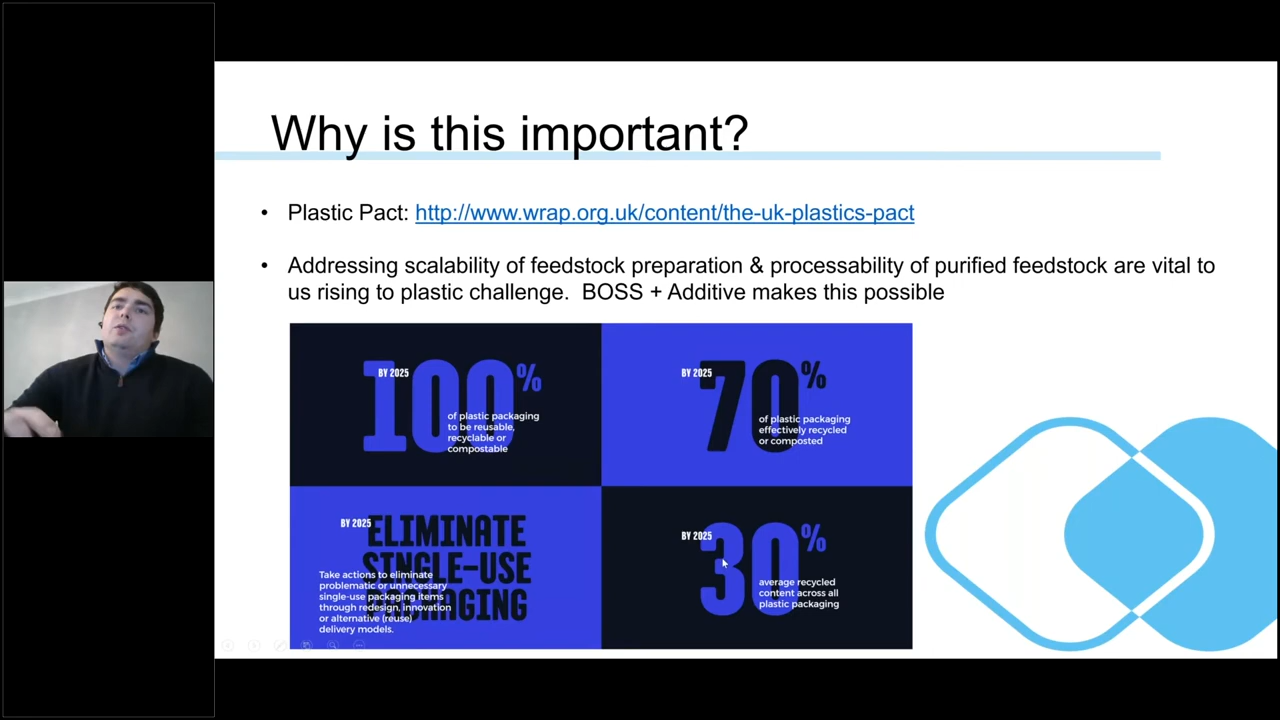 Why is this important?
• Plastic Pact: http://www.wrap.org.uk/content/the-uk-plastics-pact
• Addressing scalability of feedstock preparation & processability of purified feedstock are vital to
us rising to plastic challenge.  BOSS + Additive makes this possible
BY 2025
100%
of plastic packaging
to be reusable,
recyclable or
compostable
BY 2025
70%
of plastic packaging
effectively recycled
or composted
BY 2025
ELIMINATE
SINGLE-USE
PACKAGING
Take actions to eliminate
problematic or unnecessary
single-use packaging items
through redesign, innovation
or alternative (reuse)
delivery models.
BY 2025
30%
average recycled
content across all
plastic packaging